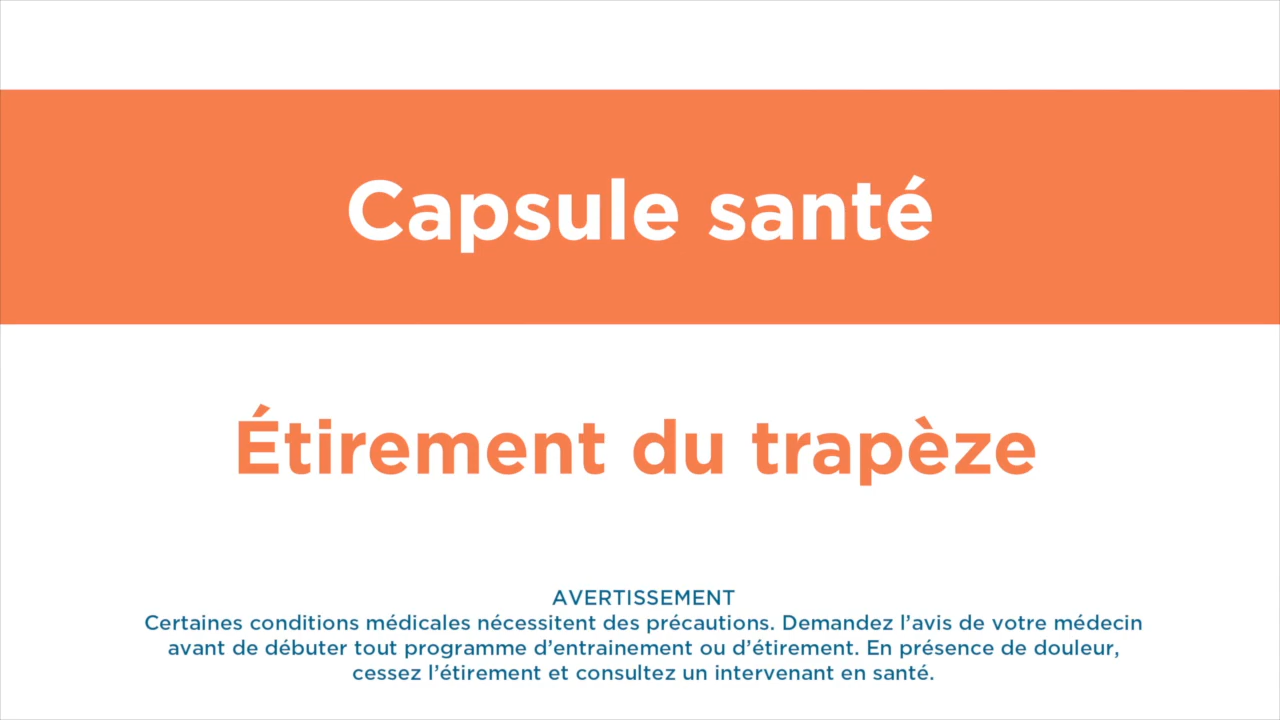 Capsule santé
Étirement du trapèze
AVERTISSEMENT
Certaines conditions médicales nécessitent des précautions. Demandez l’avis de votre médecin
avant de débuter tout programme d’entrainement ou d’étirement. En présence de douleur,
cessez l’étirement et consultez un intervenant en santé.